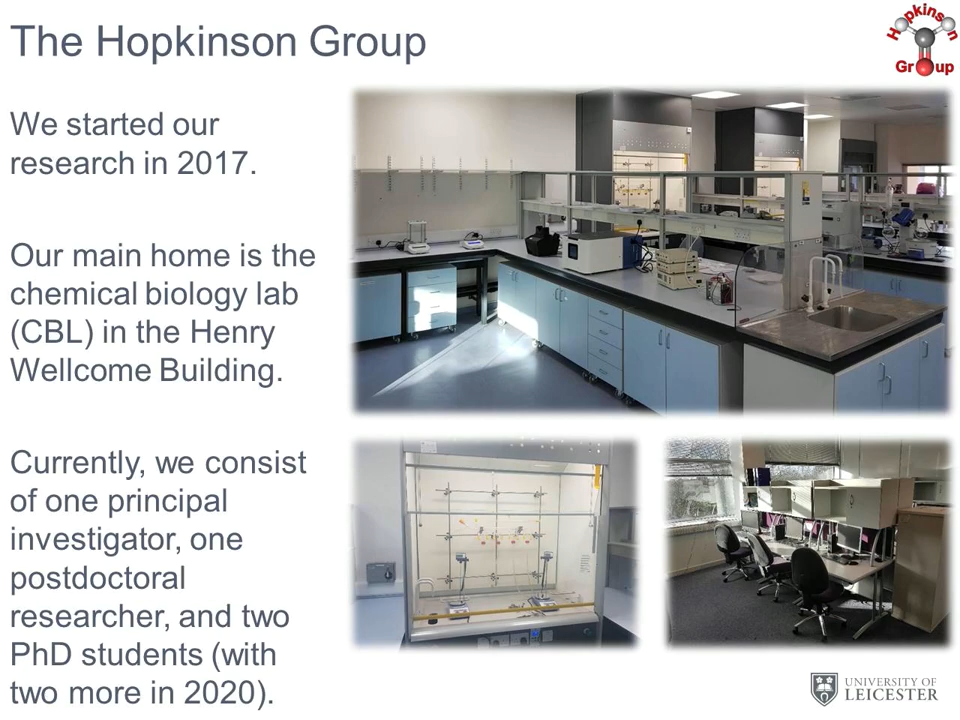 The Hopkinson Group
Hopkinson
Group
We started our
research in 2017.
Our main home is the
chemical biology lab
(CBL) in the Henry
Wellcome Building.
Currently, we consist
of one principal
investigator, one
postdoctoral
researcher, and two
PhD students (with
two more in 2020).
UNIVERSITY OF
LEICESTER